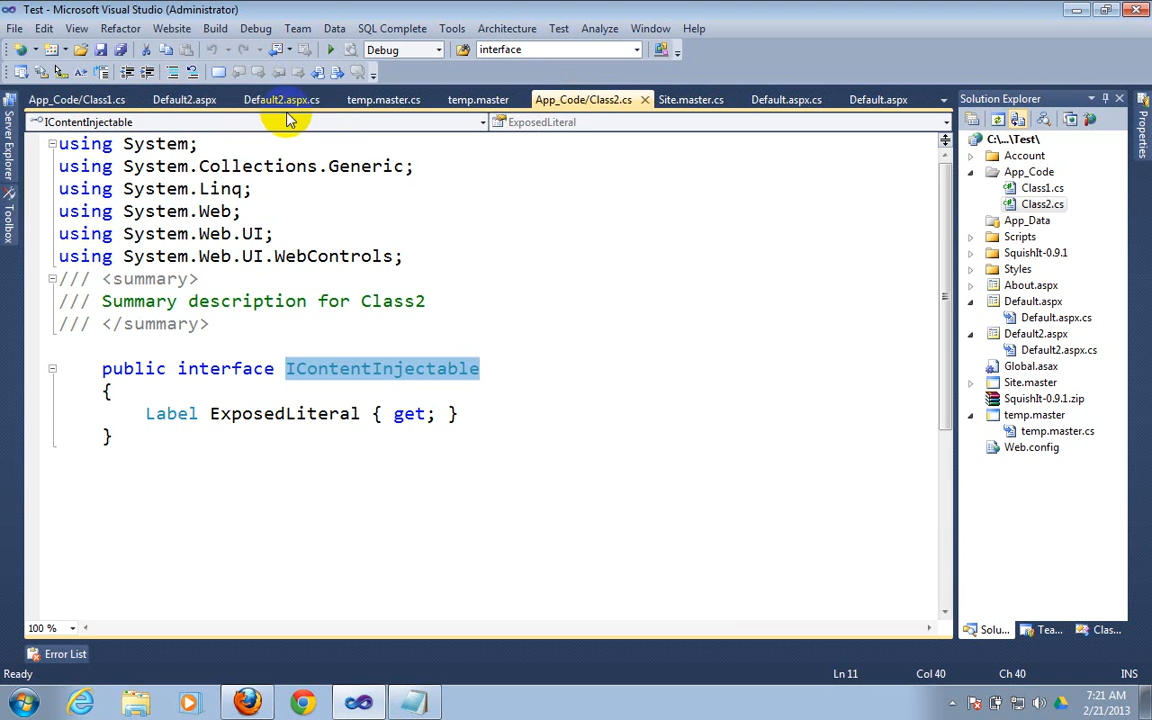 Test - Microsoft Visual Studio (Administrator)
File Edit View Refactor Website Build Debug Team Data SQL Complete Tools Architecture Test Analyze Window Help
Debug interface
App_Code/Class1.cs Default2.aspx Default2.aspx.cs temp.master.cs temp.master App_Code/Class2.cs Site.master.cs Default.aspx.cs Default.aspx
IContentInjectable ExposedLiteral
using System;
using System.Collections.Generic;
using System.Linq;
using System.Web;
using System.Web.UI;
using System.Web.UI.WebControls;
/// <summary>
/// Summary description for Class2
/// </summary>
public interface IContentInjectable
{
Label ExposedLiteral { get; }
}
100 %
Server Explorer
Toolbox
Solution Explorer
C:\...\Test\
Account
App_Code
Class1.cs
Class2.cs
App_Data
Scripts
SquishIt-0.9.1
Styles
About.aspx
Default.aspx
Default.aspx.cs
Default2.aspx
Default2.aspx.cs
Global.asax
Site.master
SquishIt-0.9.1.zip
temp.master
temp.master.cs
Web.config
Solu... Tea... Clas...
Properties
Error List
Ready Ln 11 Col 40 Ch 40 INS
7:21 AM
2/21/2013